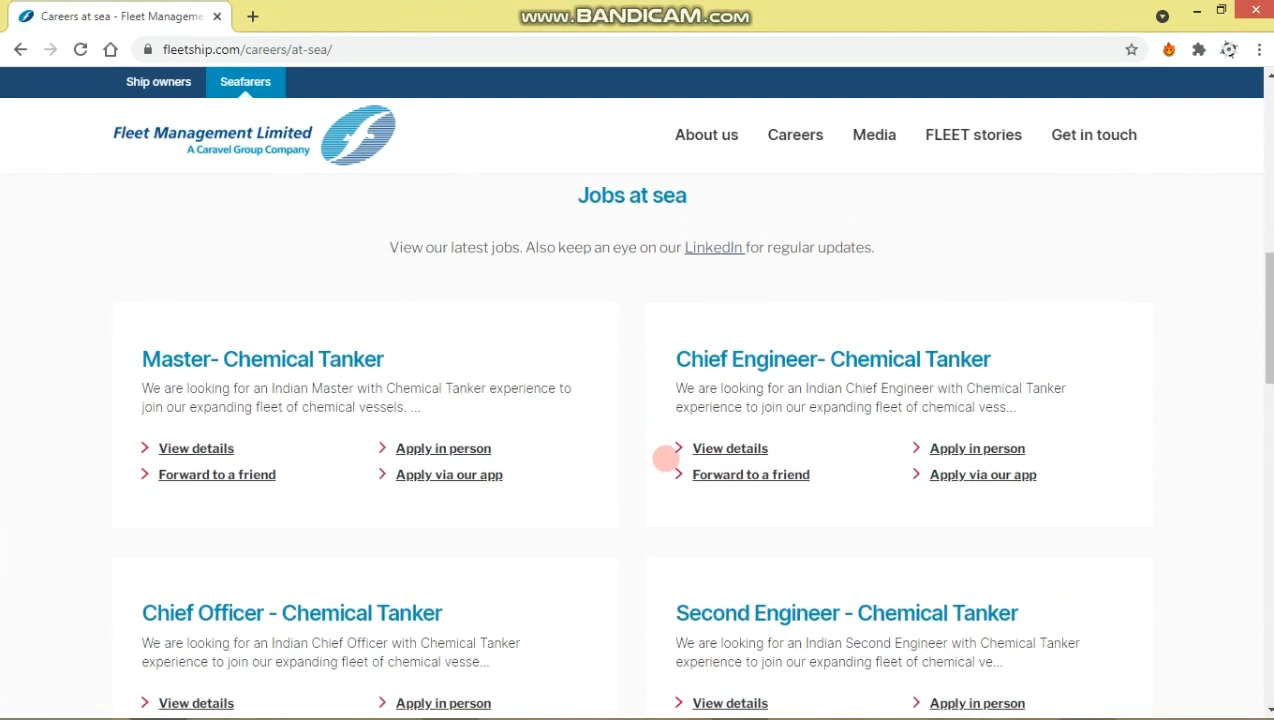 Careers at sea - Fleet Manageme
www.BANDICAM.com
fleetship.com/careers/at-sea/
Ship owners
Seafarers
Fleet Management Limited
A Caravel Group Company
About us
Careers
Media
FLEET stories
Get in touch
Jobs at sea
View our latest jobs. Also keep an eye on our LinkedIn for regular updates.
Master- Chemical Tanker
We are looking for an Indian Master with Chemical Tanker experience to
join our expanding fleet of chemical vessels. ...
View details
Apply in person
Forward to a friend
Apply via our app
Chief Engineer- Chemical Tanker
We are looking for an Indian Chief Engineer with Chemical Tanker
experience to join our expanding fleet of chemical vess...
View details
Apply in person
Forward to a friend
Apply via our app
Chief Officer - Chemical Tanker
We are looking for an Indian Chief Officer with Chemical Tanker
experience to join our expanding fleet of chemical vesse...
View details
Apply in person
Second Engineer - Chemical Tanker
We are looking for an Indian Second Engineer with Chemical Tanker
experience to join our expanding fleet of chemical ve...
View details
Apply in person